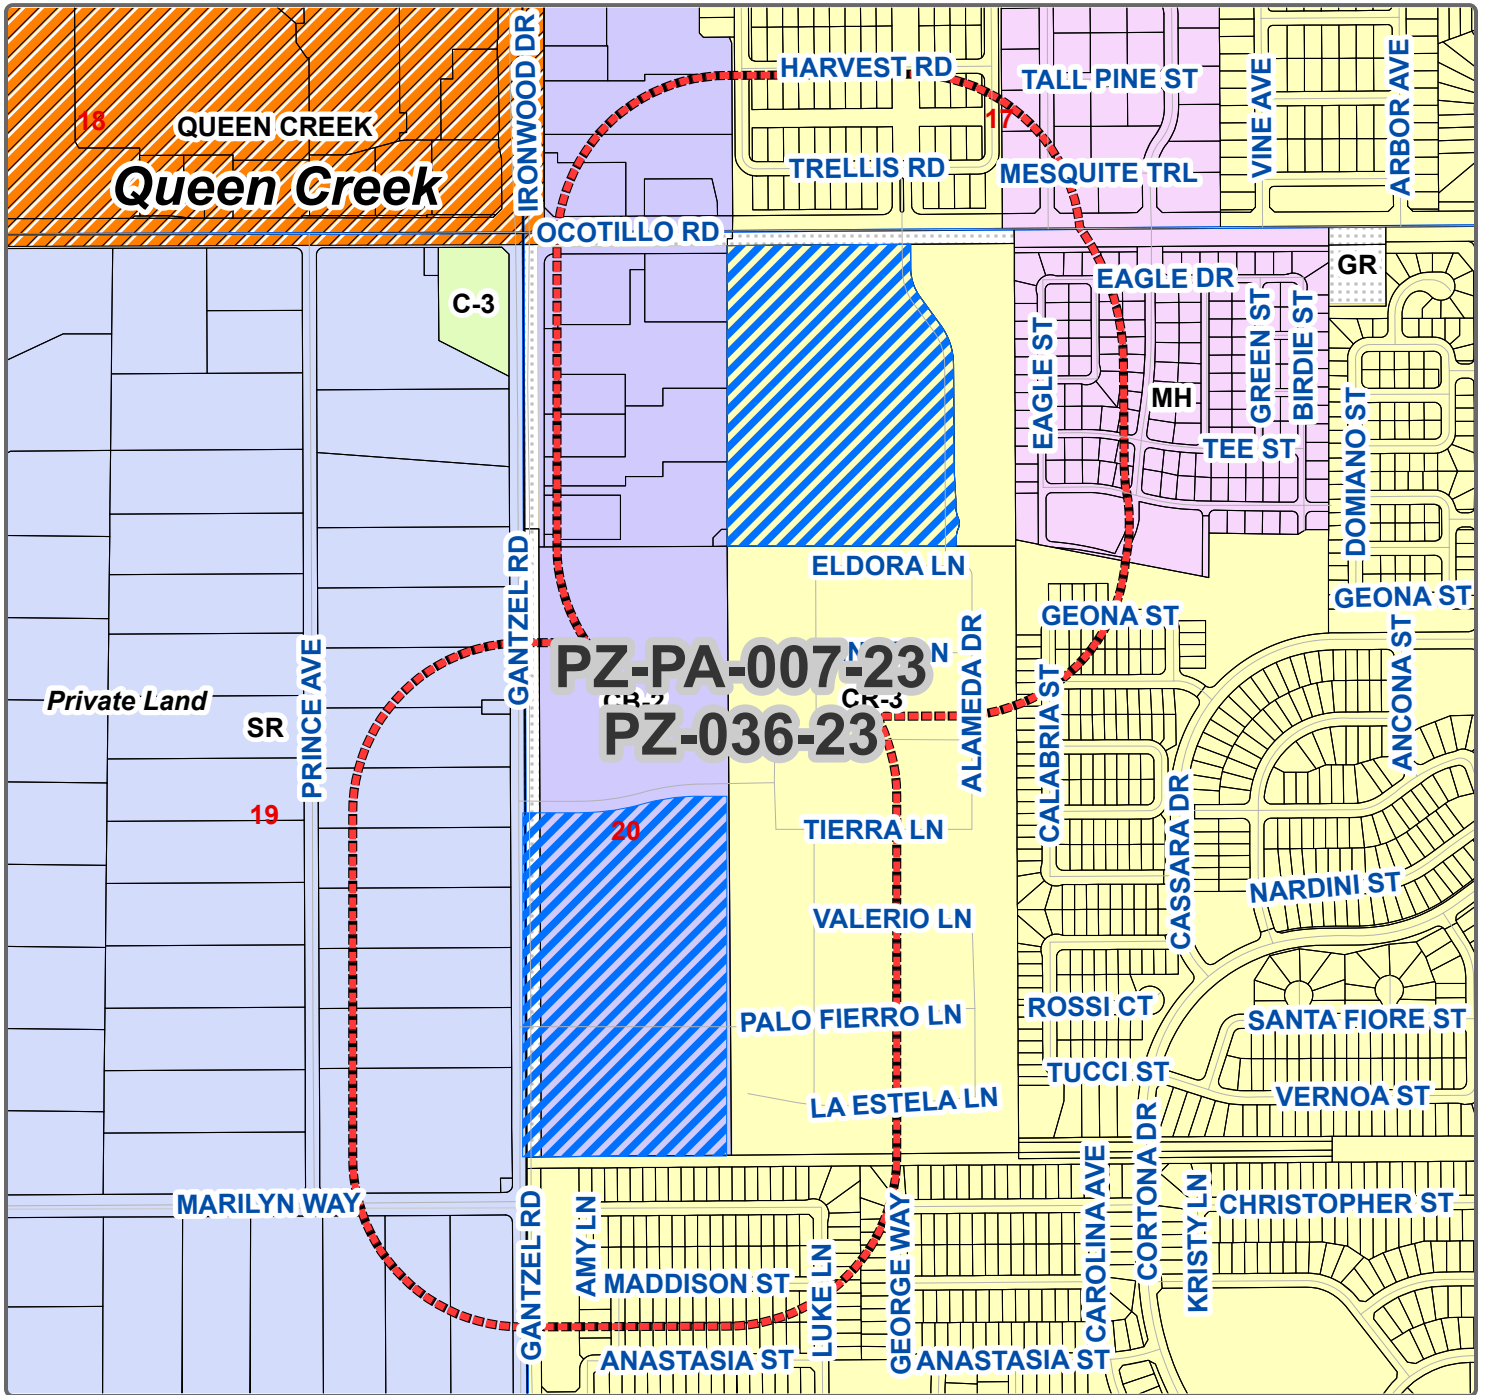 IRONWOOD DR
HARVEST RD
TALL PINE ST
VINE AVE
ARBOR AVE
18
QUEEN CREEK
17
Queen Creek
TRELLIS RD
MESQUITE TRL
OCOTILLO RD
C-3
EAGLE DR
GR
EAGLE ST
GREEN ST
BIRDIE ST
MH
TEE ST
DOMIANO ST
GANTZEL RD
ELDORA LN
GEONA ST
GEONA ST
PRINCE AVE
Private Land
SR
PZ-PA-007-23
LN
CB-2
CR-3
PZ-036-23
ALAMEDA DR
CALABRIA ST
ANCONA ST
19
20
TIERRA LN
CASSARA DR
NARDINI ST
VALERIO LN
PALO FIERRO LN
ROSSI CT
SANTA FIORE ST
TUCCI ST
VERNOA ST
LA ESTELA LN
MARILYN WAY
GANTZEL RD
AMY LN
MADDISON ST
LUKE LN
GEORGE WAY
CAROLINA AVE
CORTONA DR
KRISTY LN
CHRISTOPHER ST
ANASTASIA ST
ANASTASIA ST